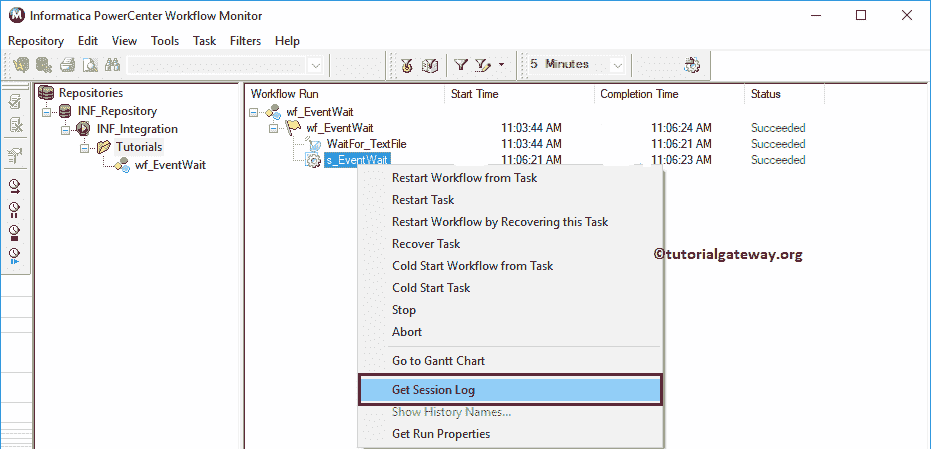 Informatica PowerCenter Workflow Monitor
Repository Edit View Tools Task Filters Help
5 Minutes
Repositories
INF_Repository
INF_Integration
Tutorials
wf_EventWait
Workflow Run Start Time Completion Time Status
wf_EventWait
wf_EventWait 11:03:44 AM 11:06:24 AM Succeeded
WaitFor_TextFile 11:03:44 AM 11:06:21 AM Succeeded
s_EventWait 11:06:21 AM 11:06:23 AM Succeeded
Restart Workflow from Task
Restart Task
Restart Workflow by Recovering this Task
Recover Task
Cold Start Workflow from Task
Cold Start Task
Stop
Abort
Go to Gantt Chart
Get Session Log
Show History Names...
Get Run Properties
©tutorialgateway.org